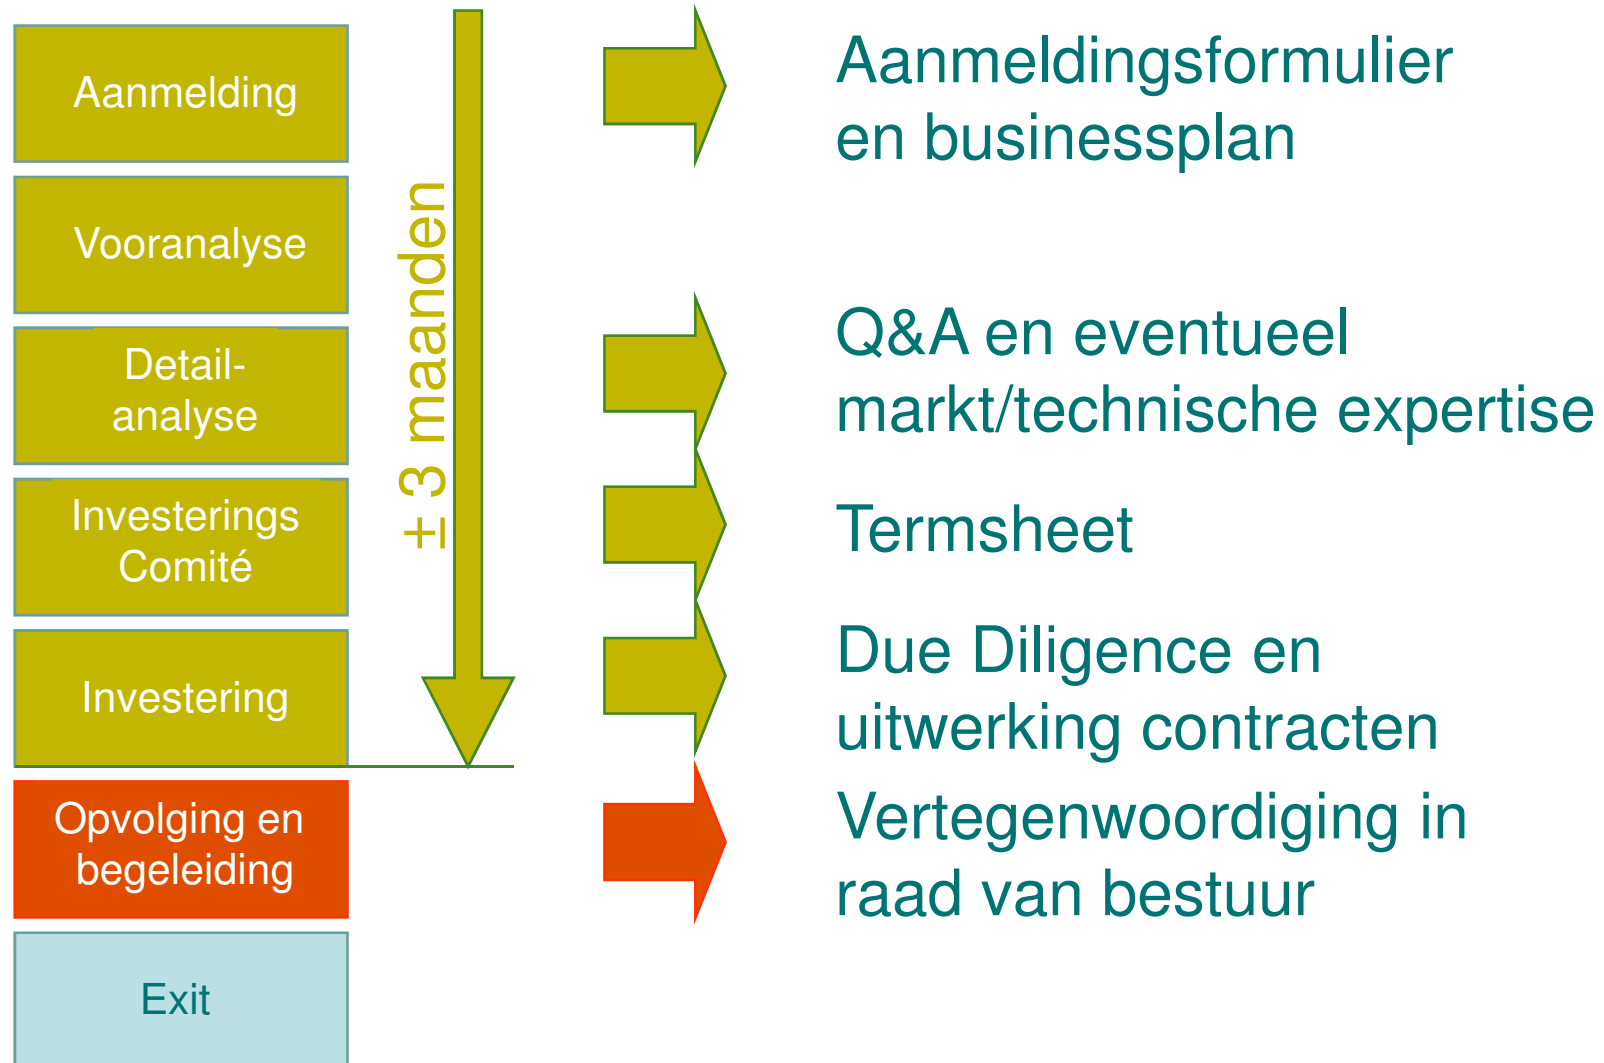 Aanmelding
Aanmeldingsformulier
en businessplan
Vooranalyse
± 3 maanden
Detail-
analyse
Q&A en eventueel
markt/technische expertise
Investerings
Comité
Termsheet
Investering
Due Diligence en
uitwerking contracten
Opvolging en
begeleiding
Vertegenwoordiging in
raad van bestuur
Exit